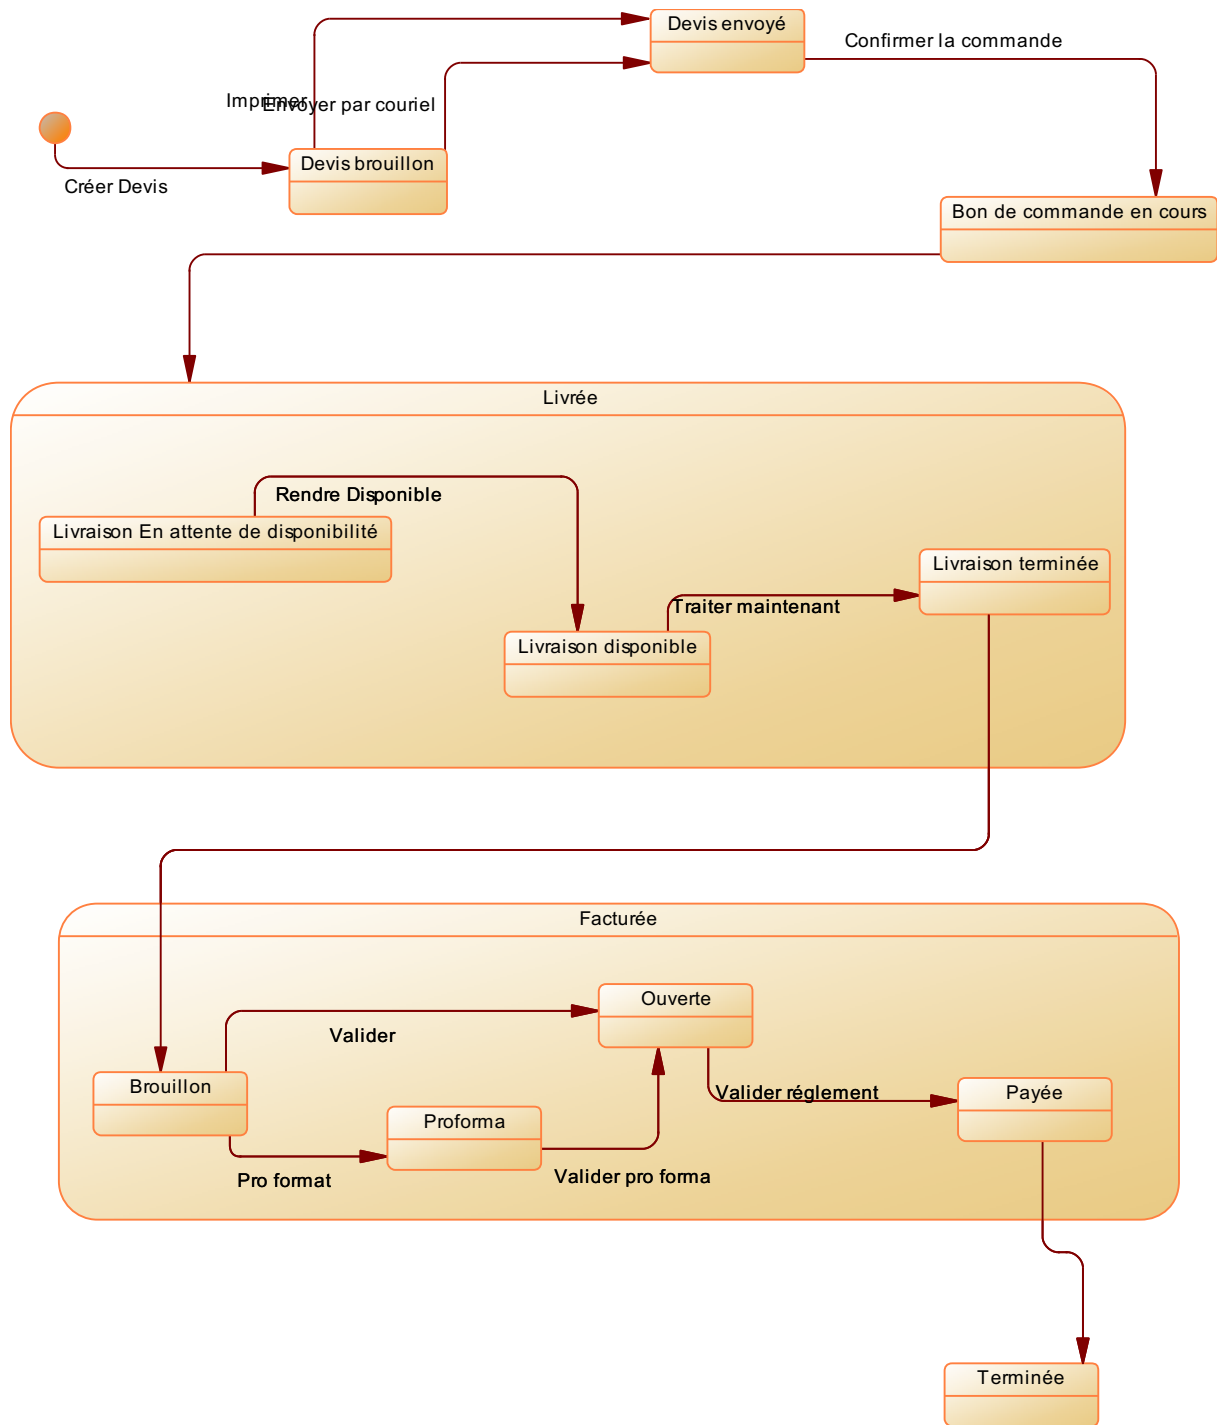 Devis envoyé
Confirmer la commande
Imprimer
Envoyer par couriel
Devis brouillon
Créer Devis
Bon de commande en cours
Livrée
Rendre Disponible
Livraison En attente de disponibilité
Livraison terminée
Traiter maintenant
Livraison disponible
Facturée
Ouverte
Valider
Brouillon
Valider réglement
Payée
Proforma
Pro format
Valider pro forma
Terminée